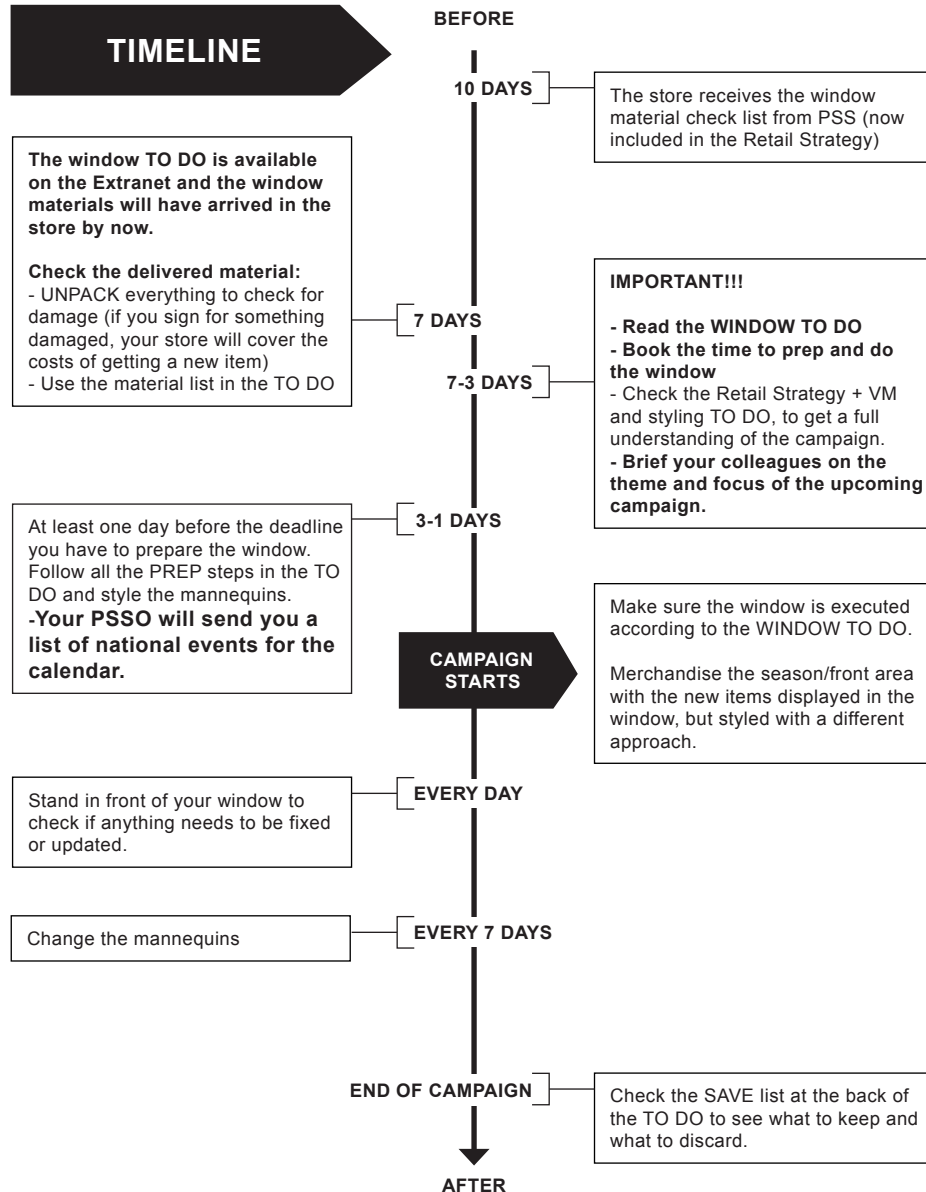 TIMELINE
BEFORE
10 DAYS
The store receives the window
material check list from PSS (now
included in the Retail Strategy)
The window TO DO is available
on the Extranet and the window
materials will have arrived in the
store by now.
Check the delivered material:
- UNPACK everything to check for
damage (if you sign for something
damaged, your store will cover the
costs of getting a new item)
- Use the material list in the TO DO
7 DAYS
7-3 DAYS
IMPORTANT!!!
- Read the WINDOW TO DO
- Book the time to prep and do
the window
- Check the Retail Strategy + VM
and styling TO DO, to get a full
understanding of the campaign.
- Brief your colleagues on the
theme and focus of the upcoming
campaign.
3-1 DAYS
At least one day before the deadline
you have to prepare the window.
Follow all the PREP steps in the TO
DO and style the mannequins.
-Your PSSO will send you a
list of national events for the
calendar.
CAMPAIGN
STARTS
Make sure the window is executed
according to the WINDOW TO DO.
Merchandise the season/front area
with the new items displayed in the
window, but styled with a different
approach.
EVERY DAY
Stand in front of your window to
check if anything needs to be fixed
or updated.
EVERY 7 DAYS
Change the mannequins
END OF CAMPAIGN
Check the SAVE list at the back of
the TO DO to see what to keep and
what to discard.
AFTER